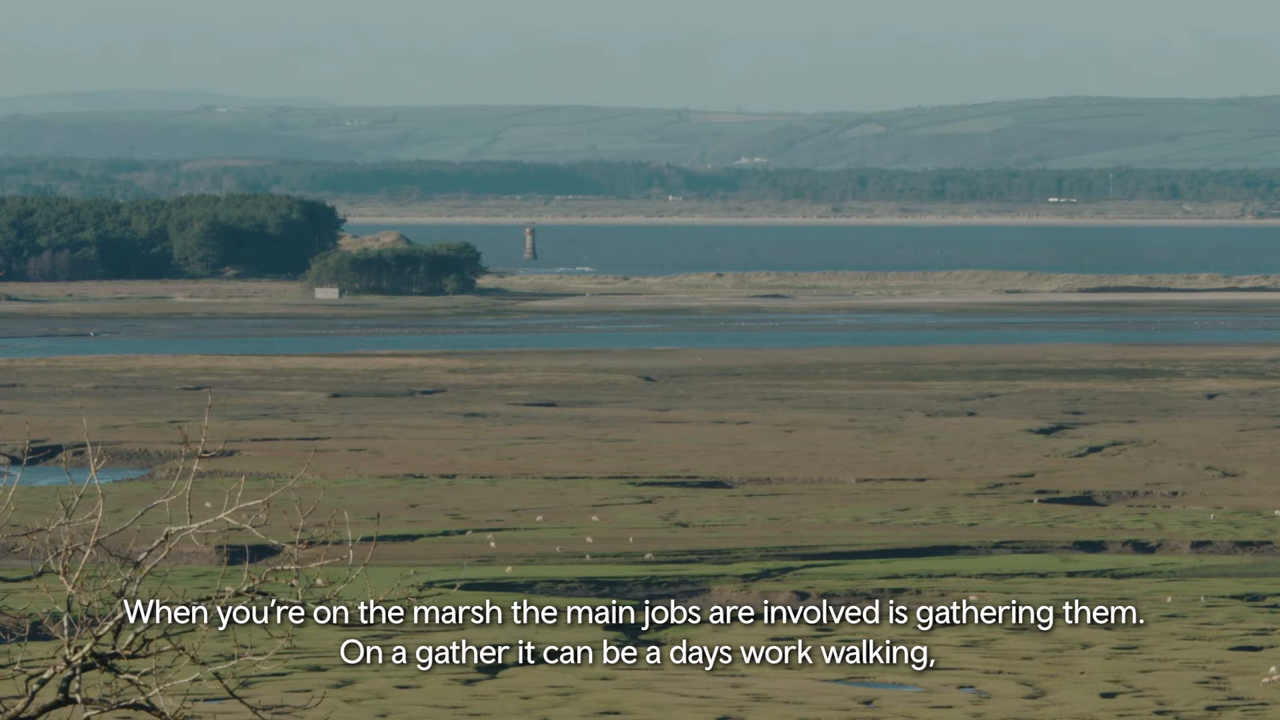 When you’re on the marsh the main jobs are involved is gathering them.
On a gather it can be a days work walking,